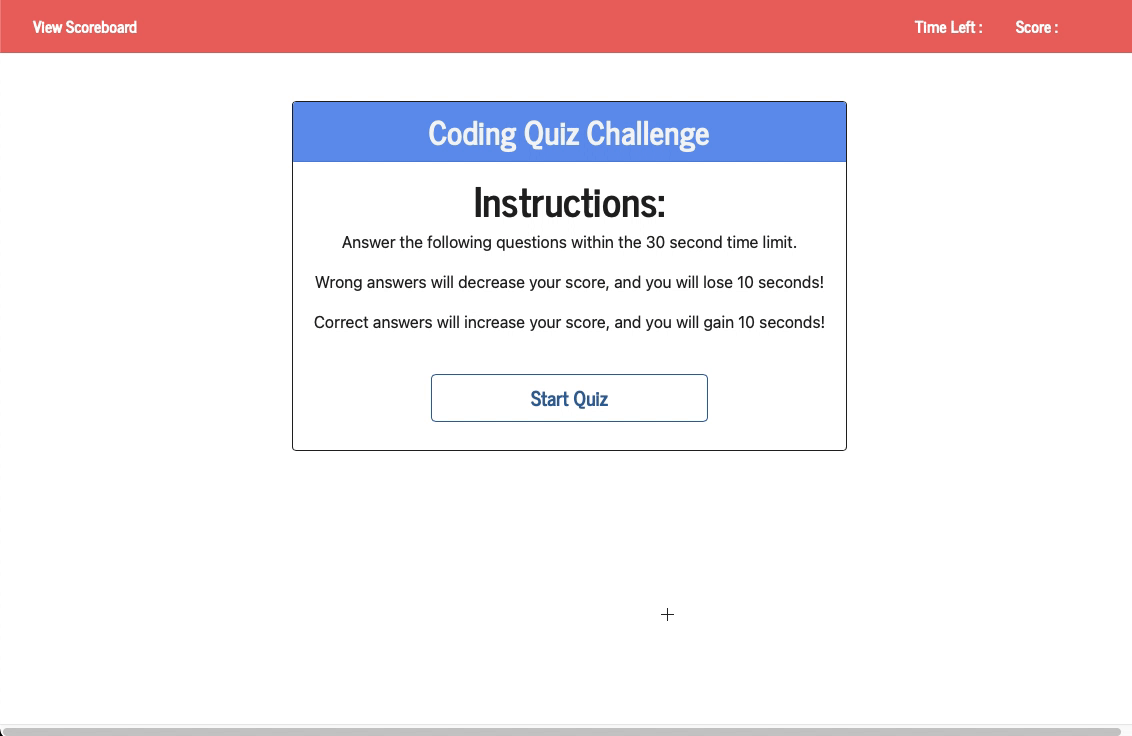 View Scoreboard
Time Left :
Score :
Coding Quiz Challenge
Instructions:
Answer the following questions within the 30 second time limit.
Wrong answers will decrease your score, and you will lose 10 seconds!
Correct answers will increase your score, and you will gain 10 seconds!
Start Quiz